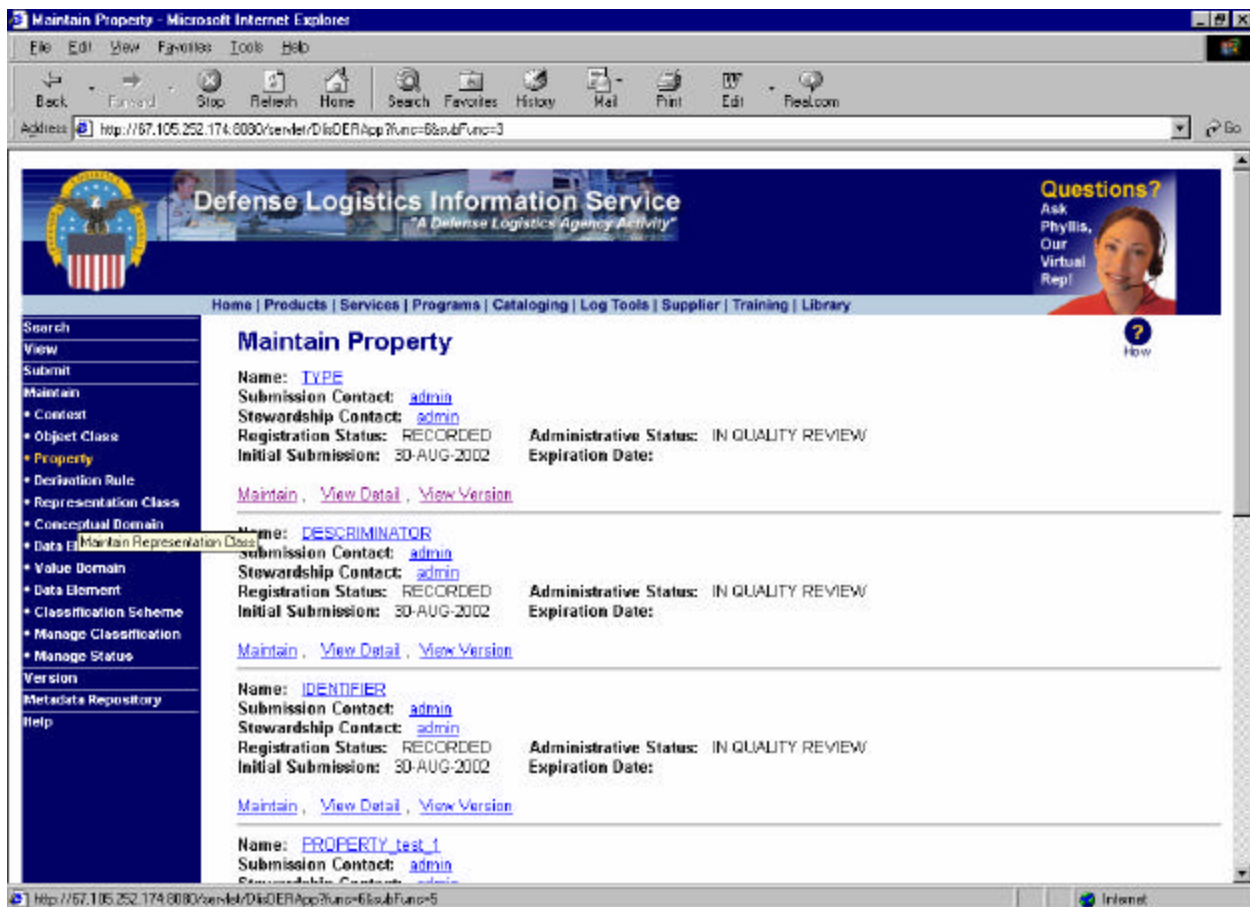 Maintain Property - Microsoft Internet Explorer
File Edit View Favorites Tools Help
Back Forward Stop Refresh Home Search Favorites History Mail Print Edit Real.com
Address http://67.105.252.174:8080/servlet/DlisDERApp?func=6&subFunc=3 Go
Defense Logistics Information Service
"A Defense Logistics Agency Activity"
Questions?
Ask
Phyllis,
Our
Virtual
Rep!
Home | Products | Services | Programs | Cataloging | Log Tools | Supplier | Training | Library
Search
View
Submit
Maintain
• Context
• Object Class
• Property
• Derivation Rule
• Representation Class
• Conceptual Domain
• Data El
Maintain Representation Class
• Value Domain
• Data Element
• Classification Scheme
• Manage Classification
• Manage Status
Version
Metadata Repository
Help
Maintain Property
?
How
Name: TYPE
Submission Contact: admin
Stewardship Contact: admin
Registration Status: RECORDED Administrative Status: IN QUALITY REVIEW
Initial Submission: 30-AUG-2002 Expiration Date:
Maintain , View Detail , View Version
Name: DESCRIMINATOR
Submission Contact: admin
Stewardship Contact: admin
Registration Status: RECORDED Administrative Status: IN QUALITY REVIEW
Initial Submission: 30-AUG-2002 Expiration Date:
Maintain , View Detail , View Version
Name: IDENTIFIER
Submission Contact: admin
Stewardship Contact: admin
Registration Status: RECORDED Administrative Status: IN QUALITY REVIEW
Initial Submission: 30-AUG-2002 Expiration Date:
Maintain , View Detail , View Version
Name: PROPERTY_test_1
Submission Contact: admin
Stewardship Contact: admin
http://67.105.252.174:8080/servlet/DlisDERApp?func=6&subFunc=5 Internet